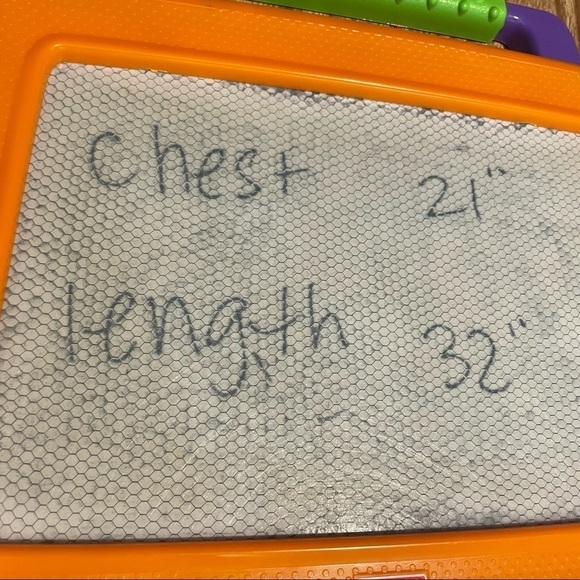 Chest 21"
length 32"